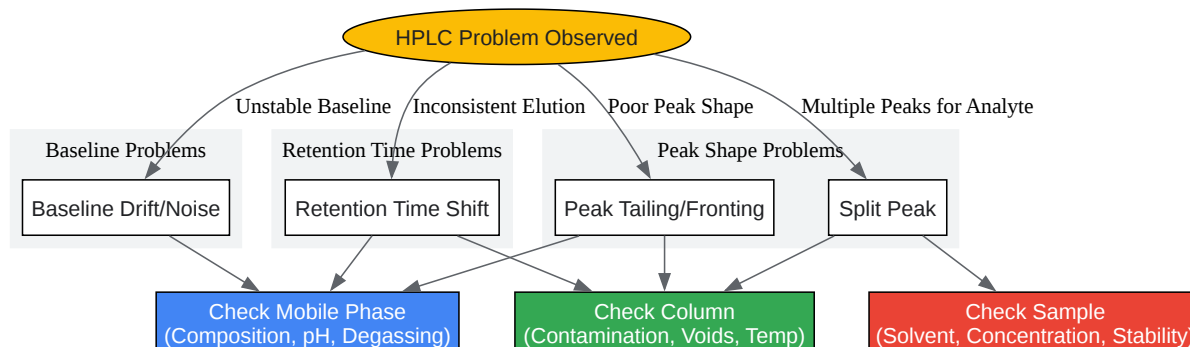 HPLC Problem Observed
Unstable Baseline
Inconsistent Elution
Poor Peak Shape
Multiple Peaks for Analyte
Baseline Problems
Retention Time Problems
Peak Shape Problems
Baseline Drift/Noise
Retention Time Shift
Peak Tailing/Fronting
Split Peak
Check Mobile Phase
(Composition, pH, Degassing)
Check Column
(Contamination, Voids, Temp)
Check Sample
(Solvent, Concentration, Stability)